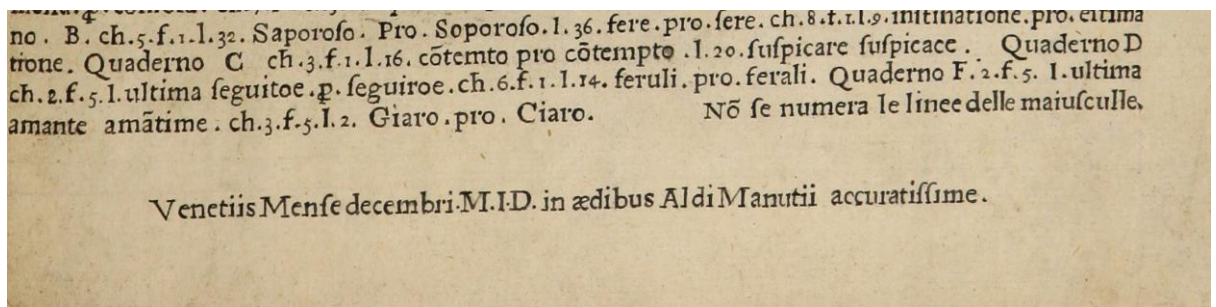 no. B. ch.5.f.1.l.32. Saporoſo. Pro. Soporoſo.l.36.fere.pro.ſere. ch.8.f.1.l.9.initinatione.pro.eitima
trone. Quaderno C ch.3.f.1.l.16. cõtemto pro cõtempto .l.20.ſuſpicare ſuſpicace. Quaderno D
ch.2.f.5.l.ultima ſeguitoe.ꝑ.ſeguiroe.ch.6.f.1.l.14. feruli.pro.ferali. Quaderno F.2.f.5. l.ultima
amante amãtime. ch.3.f.5.l.2. Giaro.pro. Ciaro. Nõ ſe numera le linee delle maiuſculle.
Venetiis Menſe decembri.M.I.D. in ædibus Aldi Manutii accuratiſſime.